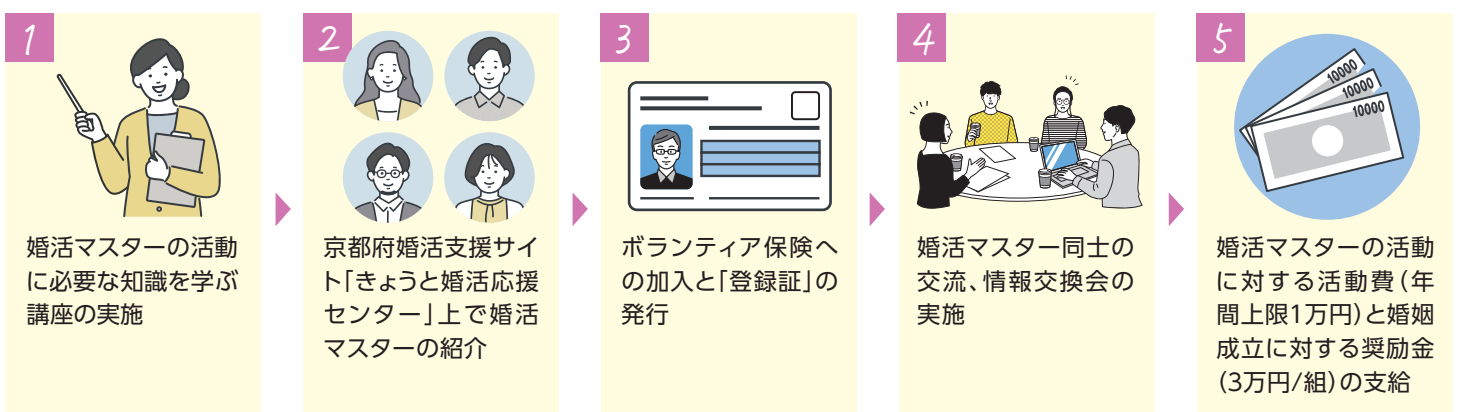 1
婚活マスターの活動
に必要な知識を学ぶ
講座の実施
2
京都府婚活支援サイ
ト「きょうと婚活応援
センター」上で婚活
マスターの紹介
3
ボランティア保険へ
の加入と「登録証」の
発行
4
婚活マスター同士の
交流、情報交換会の
実施
5
10000
10000
10000
婚活マスターの活動
に対する活動費(年
間上限1万円)と婚姻
成立に対する奨励金
(3万円/組)の支給